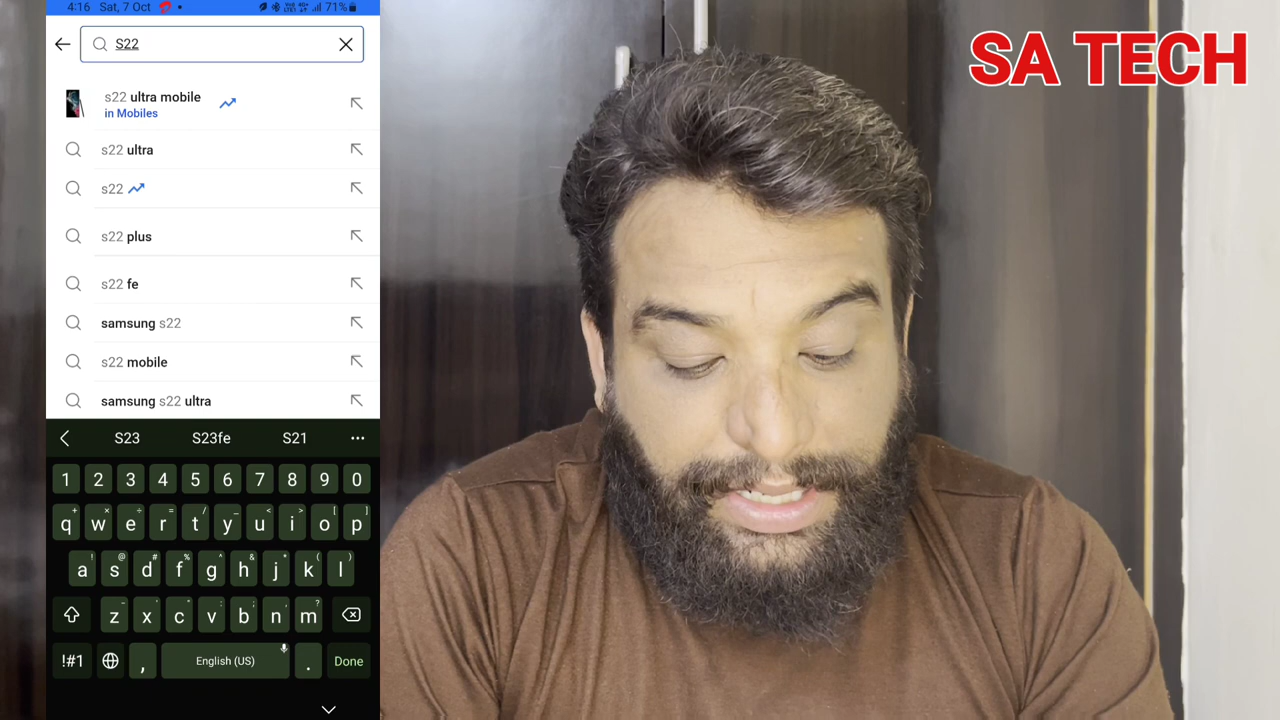 4:16 Sat, 7 Oct 71%
SA TECH
S22
s22 ultra mobile
in Mobiles
s22 ultra
s22
s22 plus
s22 fe
samsung s22
s22 mobile
samsung s22 ultra
S23 S23fe S21
1 2 3 4 5 6 7 8 9 0
q w e r t y u i o p
a s d f g h j k l
z x c v b n m
!#1 , English (US) . Done